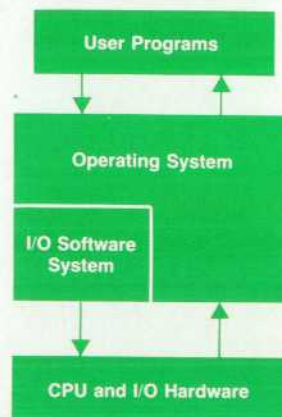 User Programs
Operating System
I/O Software
System
CPU and I/O Hardware